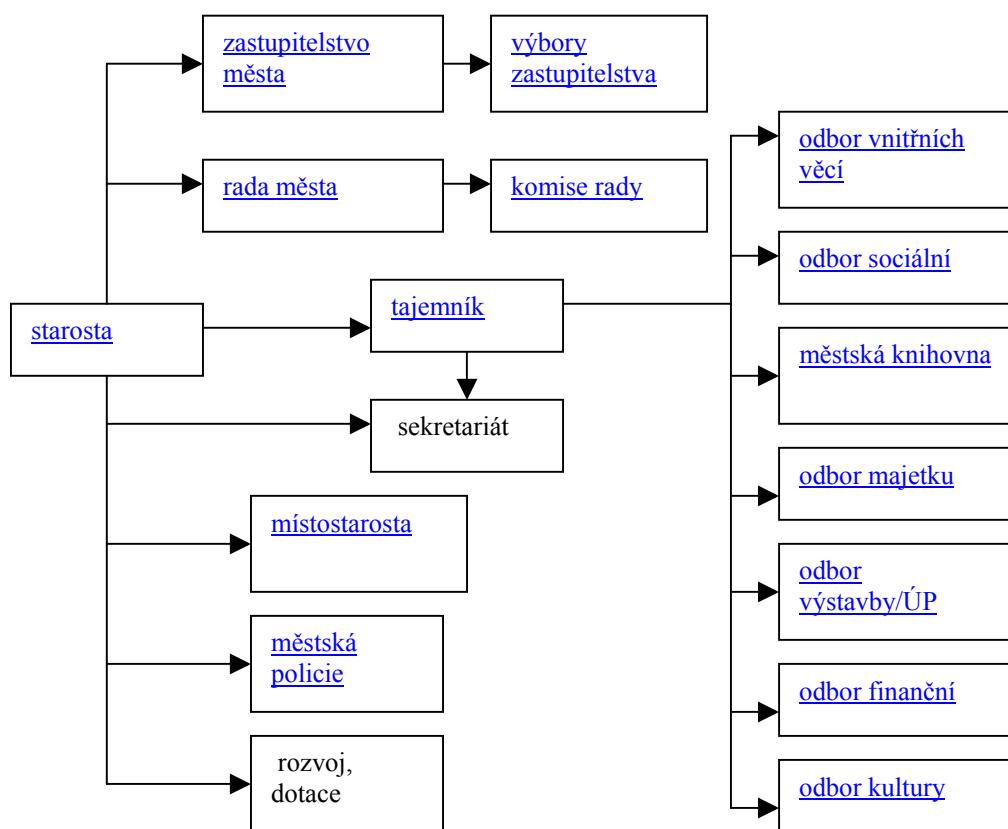 zastupitelstvo
města
výbory
zastupitelstva
odbor vnitřních
věcí
rada města
komise rady
odbor sociální
starosta
tajemník
městská knihovna
sekretariát
odbor majetku
místostarosta
odbor
výstavby/ÚP
městská
policie
odbor finanční
rozvoj,
dotace
odbor kultury